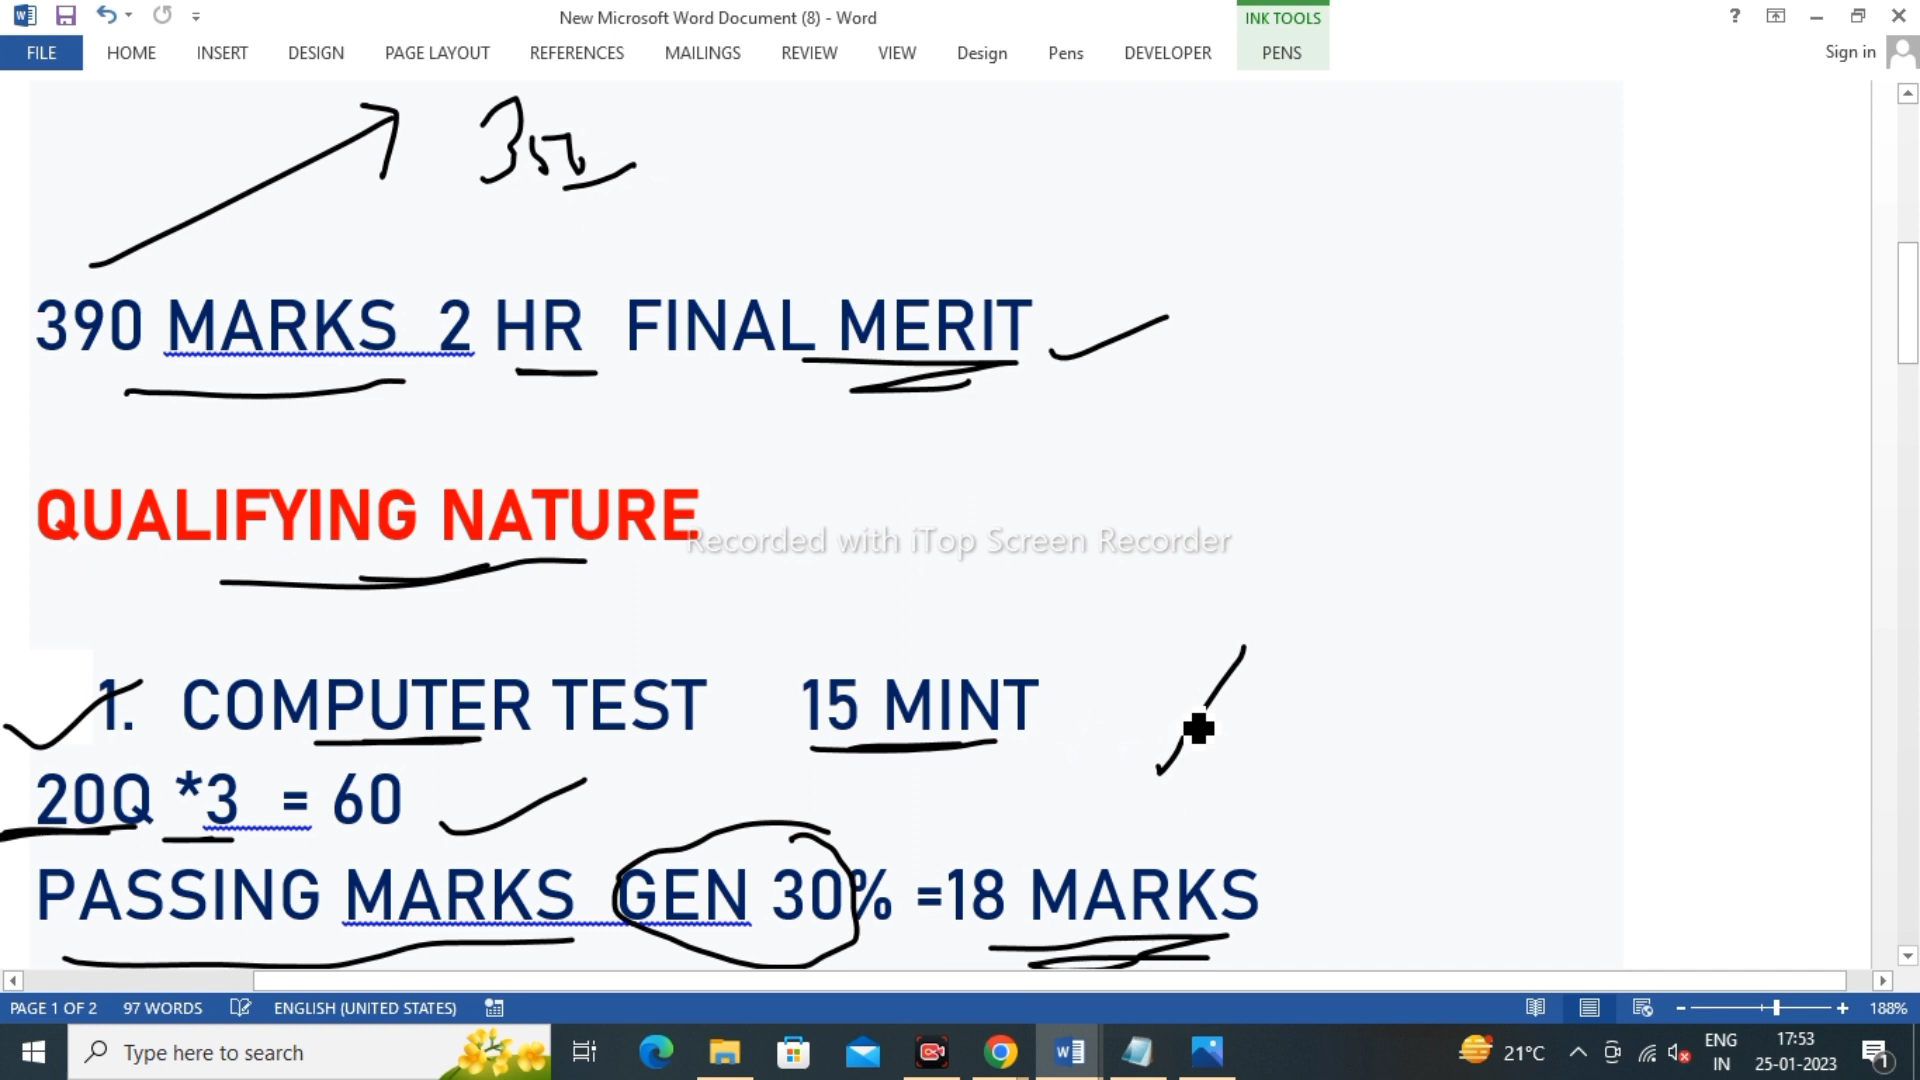 New Microsoft Word Document (8) - Word
INK TOOLS
?
FILE HOME INSERT DESIGN PAGE LAYOUT REFERENCES MAILINGS REVIEW VIEW Design Pens DEVELOPER PENS
Sign in
390 MARKS 2 HR FINAL MERIT
QUALIFYING NATURE
Recorded with iTop Screen Recorder
1. COMPUTER TEST 15 MINT
20Q *3 = 60
PASSING MARKS GEN 30% =18 MARKS
PAGE 1 OF 2 97 WORDS ENGLISH (UNITED STATES) 188%
Type here to search
21°C
ENG
IN
17:53
25-01-2023
1